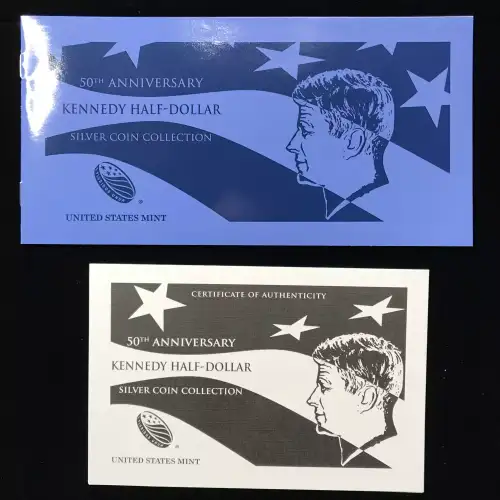 50TH ANNIVERSARY
KENNEDY HALF-DOLLAR
SILVER COIN COLLECTION
UNITED STATES MINT
CERTIFICATE OF AUTHENTICITY
50TH ANNIVERSARY
KENNEDY HALF-DOLLAR
SILVER COIN COLLECTION
UNITED STATES MINT